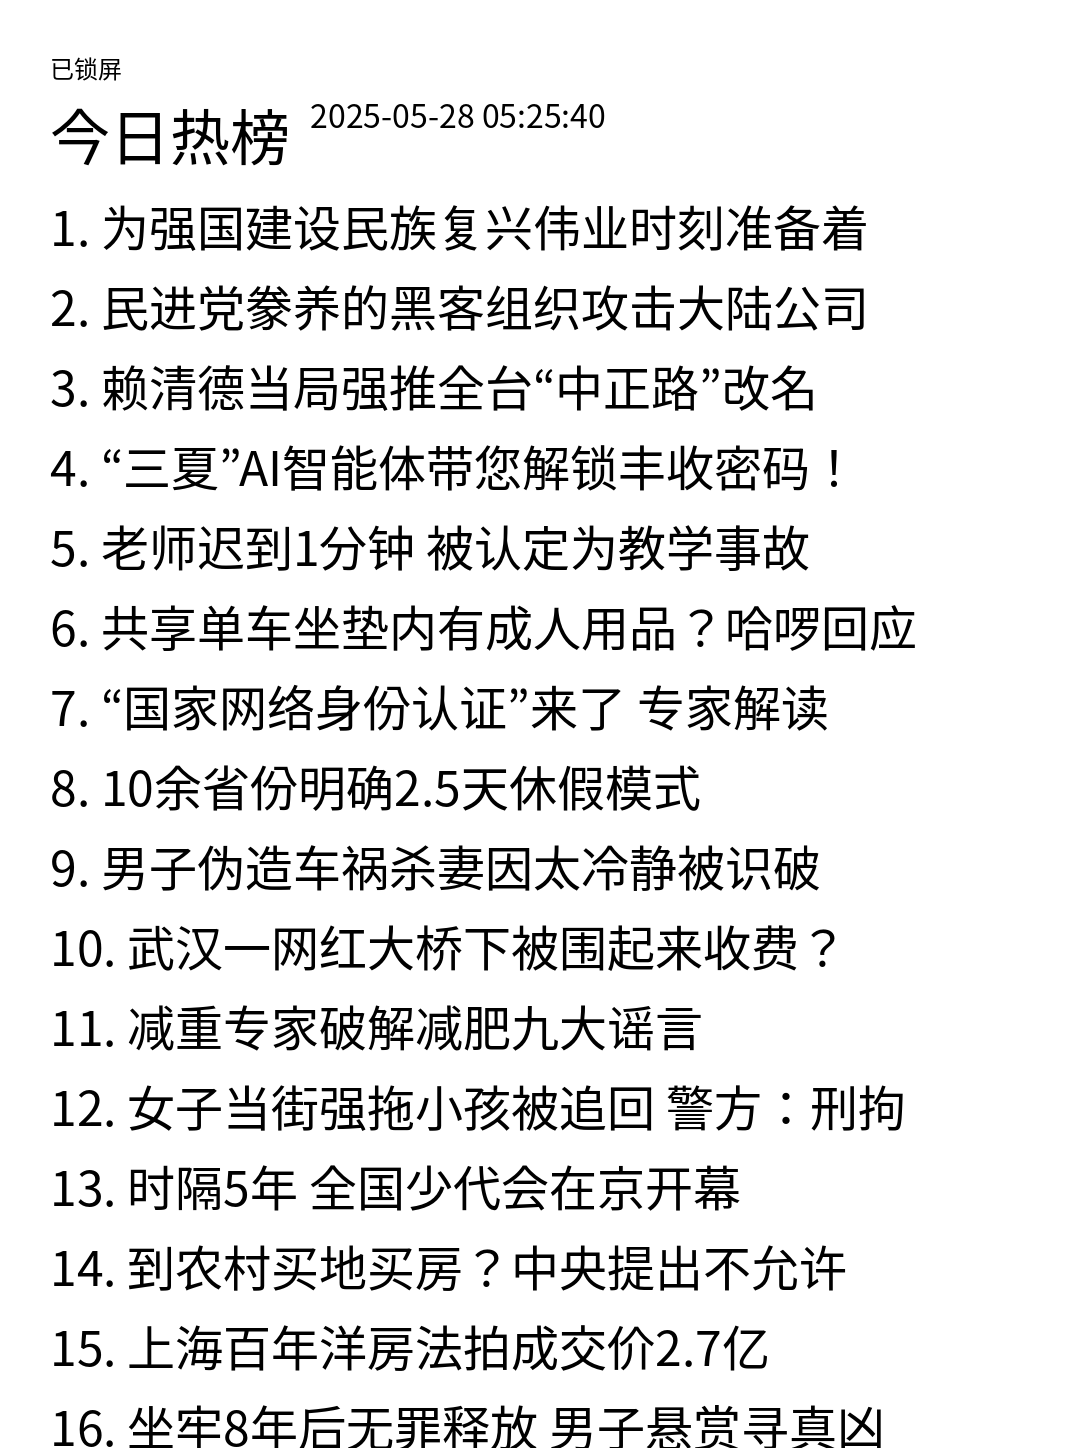 已锁屏
今日热榜 2025-05-28 05:25:40
1. 为强国建设民族复兴伟业时刻准备着
2. 民进党豢养的黑客组织攻击大陆公司
3. 赖清德当局强推全台“中正路”改名
4. “三夏”AI智能体带您解锁丰收密码！
5. 老师迟到1分钟 被认定为教学事故
6. 共享单车坐垫内有成人用品？哈啰回应
7. “国家网络身份认证”来了 专家解读
8. 10余省份明确2.5天休假模式
9. 男子伪造车祸杀妻因太冷静被识破
10. 武汉一网红大桥下被围起来收费？
11. 减重专家破解减肥九大谣言
12. 女子当街强拖小孩被追回 警方：刑拘
13. 时隔5年 全国少代会在京开幕
14. 到农村买地买房？中央提出不允许
15. 上海百年洋房法拍成交价2.7亿
16. 坐牢8年后无罪释放 男子悬赏寻真凶